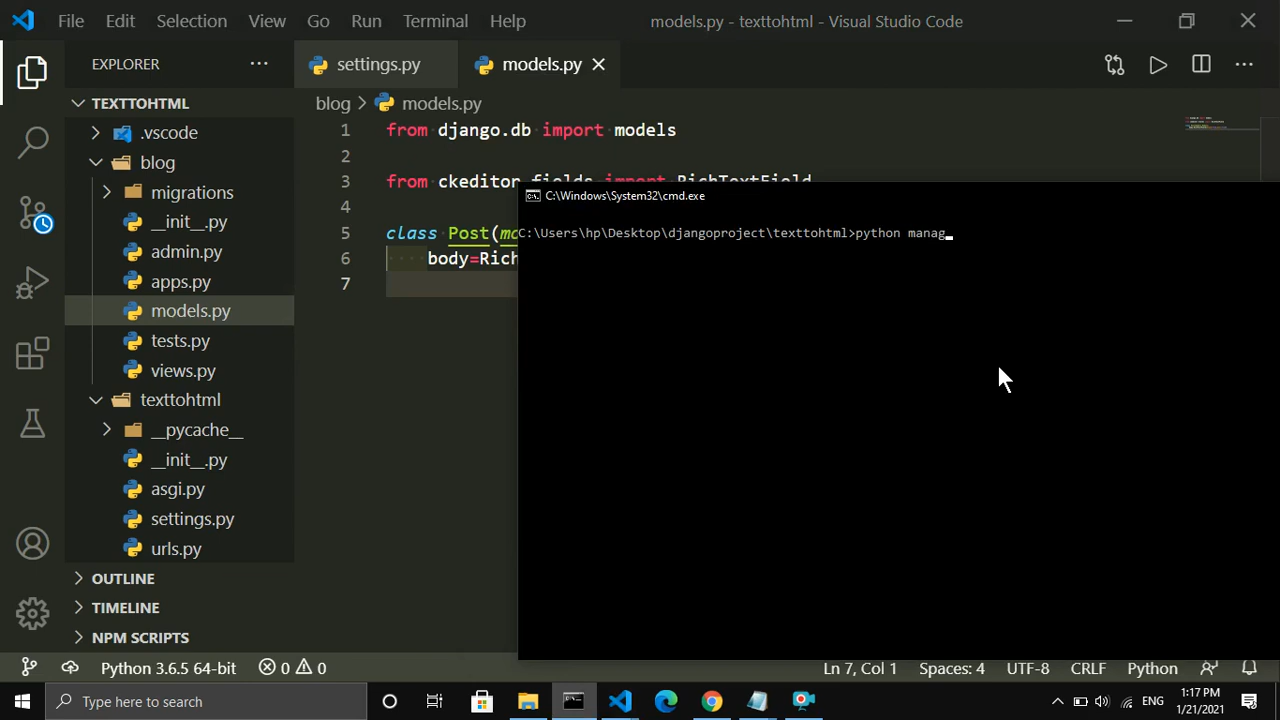 File Edit Selection View Go Run Terminal Help models.py - texttohtml - Visual Studio Code
EXPLORER
settings.py
models.py
TEXTTOHTML
.vscode
blog
migrations
__init__.py
admin.py
apps.py
models.py
tests.py
views.py
texttohtml
__pycache__
__init__.py
asgi.py
settings.py
urls.py
OUTLINE
TIMELINE
NPM SCRIPTS
blog > models.py
1 from django.db import models
2
3 from ckeditor.fields import RichTextField
4
5 class Post(
6 body=Rich
7
C:\Windows\System32\cmd.exe
C:\Users\hp\Desktop\djangoproject\texttohtml>python manag
Python 3.6.5 64-bit 0 0 Ln 7, Col 1 Spaces: 4 UTF-8 CRLF Python
Type here to search
ENG
1:17 PM
1/21/2021